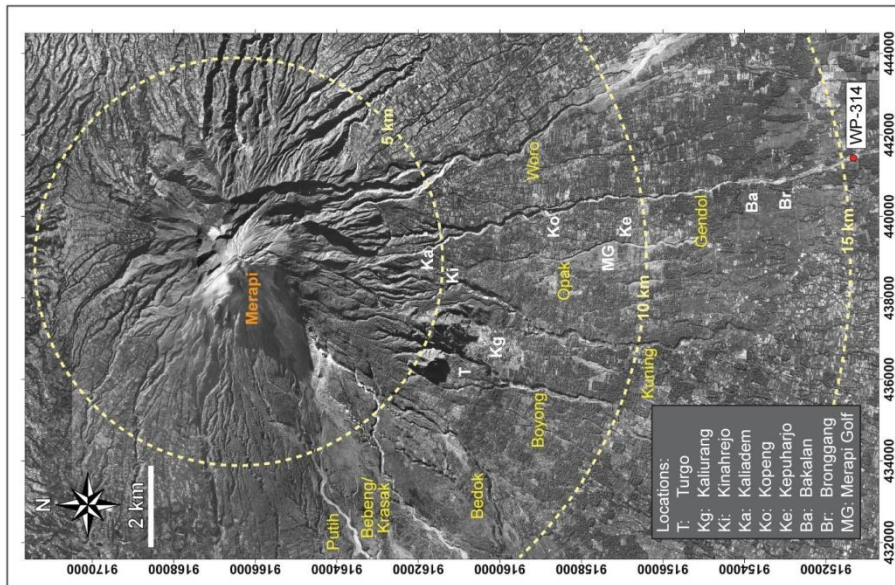 N
2 km
Merapi
5 km
10 km
15 km
Putih
Bebeng/
Krasak
Bedok
Boyong
Kuning
Opak
Gendol
Woro
T
Kg
Ki
Ka
Ko
Ke
MG
Ba
Br
WP-314
Locations:
T: Turgo
Kg: Kaliurang
Ki: Kinahrejo
Ka: Kaliadem
Ko: Kopeng
Ke: Kepuharjo
Ba: Bakalan
Br: Bronggang
MG: Merapi Golf
432000
434000
436000
438000
440000
442000
444000
9170000
9168000
9166000
9164000
9162000
9160000
9158000
9156000
9154000
9152000